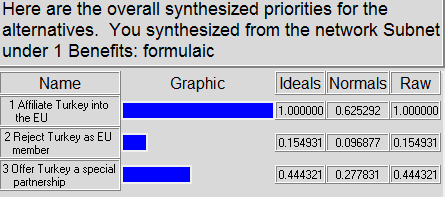 Here are the overall synthesized priorities for the
alternatives. You synthesized from the network Subnet
under 1 Benefits: formulaic
Name Graphic Ideals Normals Raw
1 Affiliate Turkey into
the EU
1.000000 0.625292 1.000000
2 Reject Turkey as EU
member
0.154931 0.096877 0.154931
3 Offer Turkey a special
partnership
0.444321 0.277831 0.444321